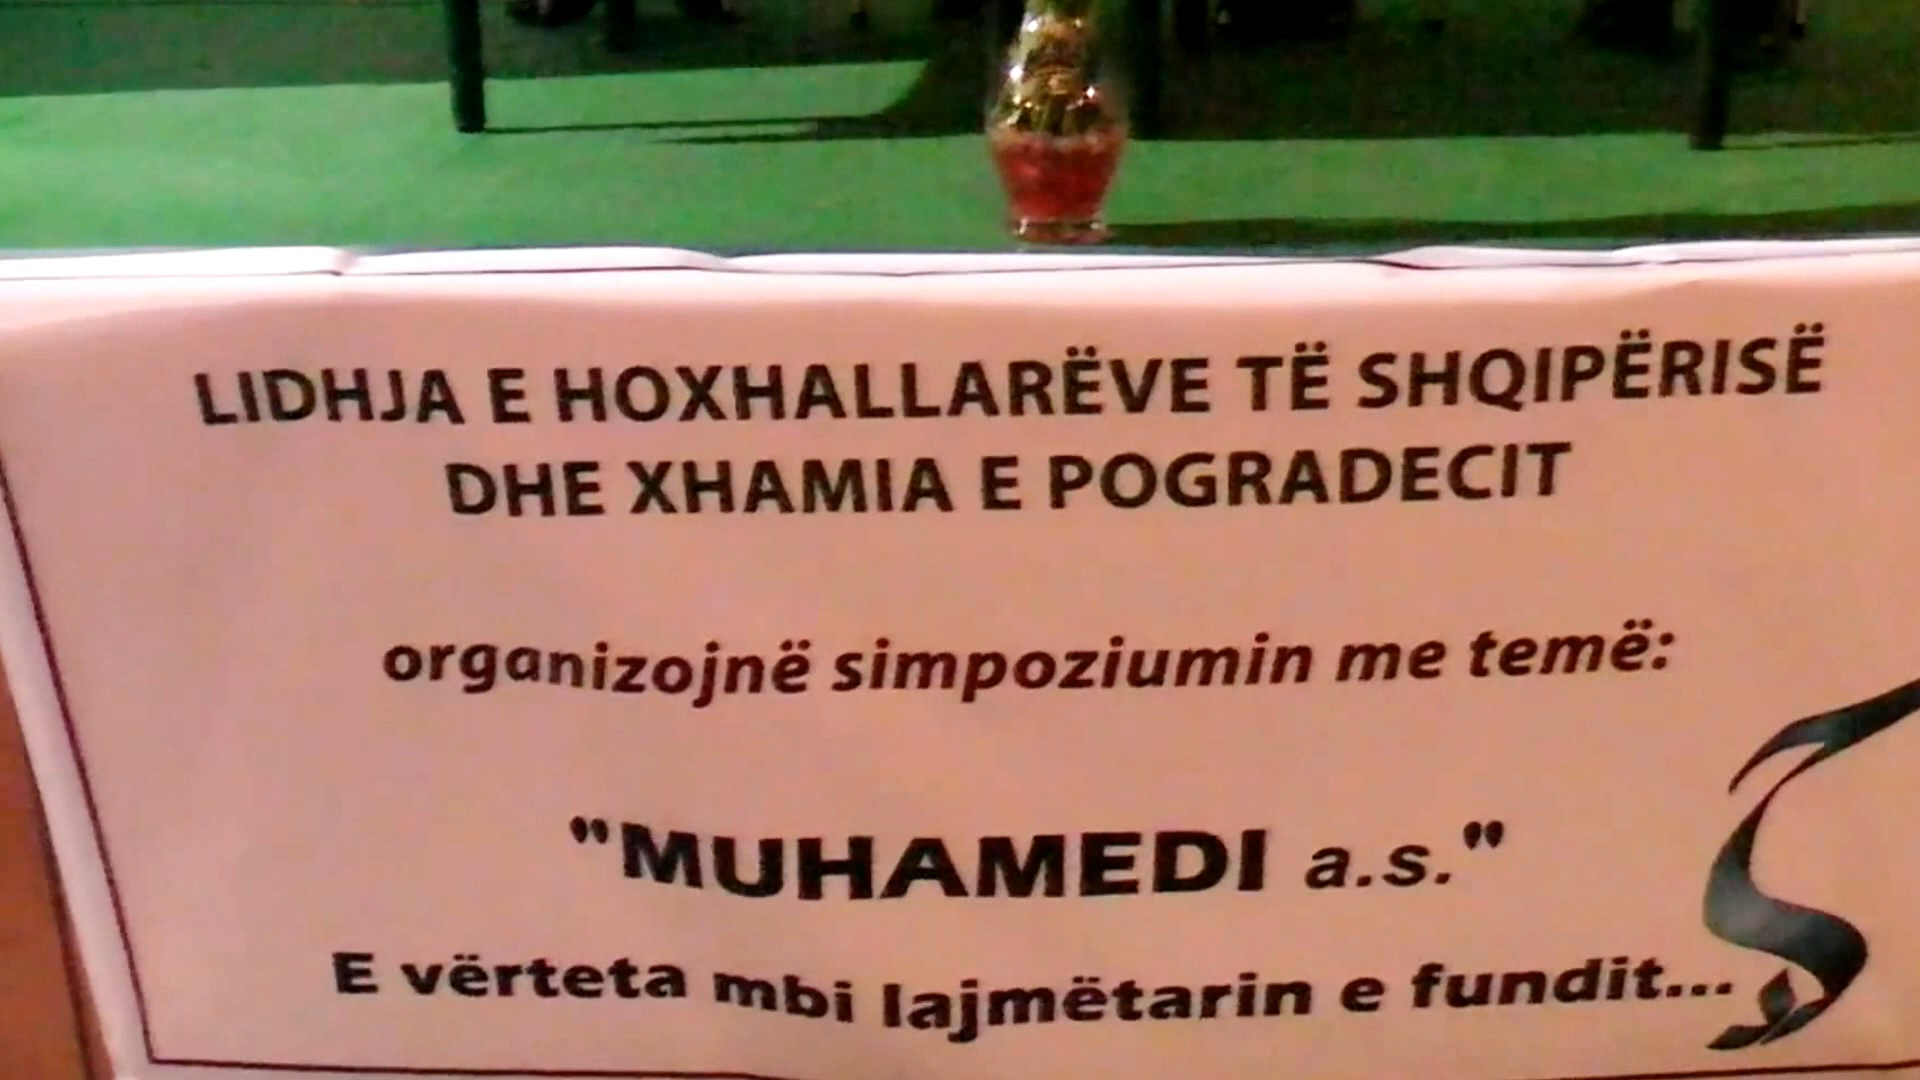 LIDHJA E HOXHALLARËVE TË SHQIPËRISË
DHE XHAMIA E POGRADECIT
organizojnë simpoziumin me temë:
"MUHAMEDI a.s."
E vërteta mbi lajmëtarin e fundit...